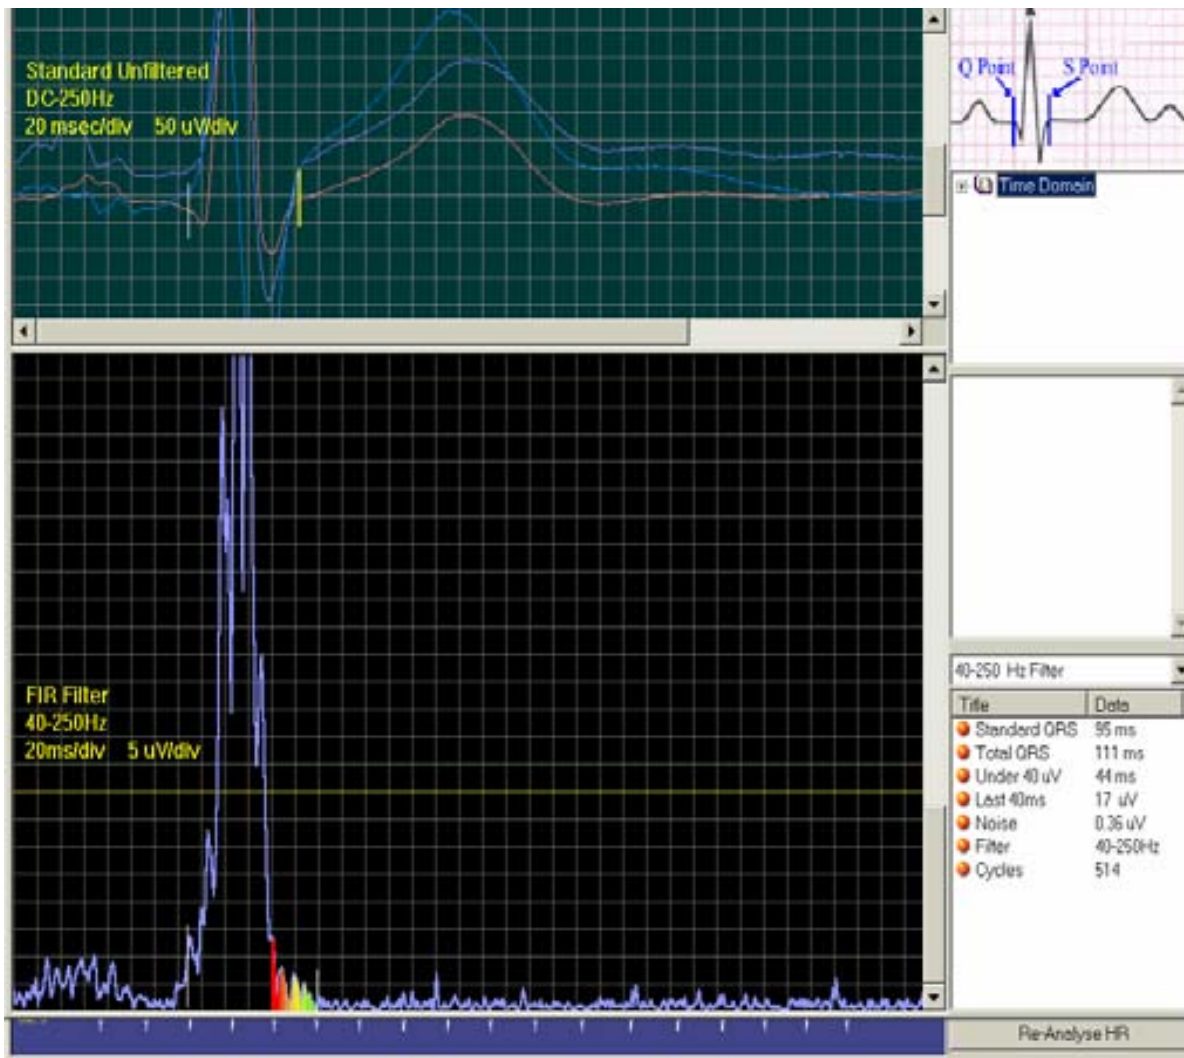 Standard Unfiltered
DC-250Hz
20 msec/div 50 uV/div
Q Point
S Point
Time Domain
FIR Filter
40-250Hz
20ms/div 5 uV/div
40-250 Hz Filter
Title Data
Standard QRS 95 ms
Total QRS 111 ms
Under 40 uV 44 ms
Last 40ms 17 uV
Noise 0.36 uV
Filter 40-250Hz
Cycles 514
Re-Analyse HR